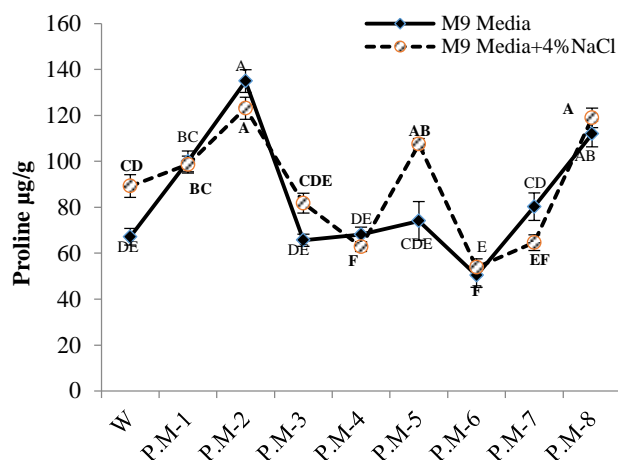 M9 Media
M9 Media+4%NaCl
Proline µg/g
160
140
120
100
80
60
40
20
0
A
A
BC
BC
CD
DE
CDE
DE
DE
F
AB
CDE
E
F
CD
EF
A
AB
W
P.M-1
P.M-2
P.M-3
P.M-4
P.M-5
P.M-6
P.M-7
P.M-8